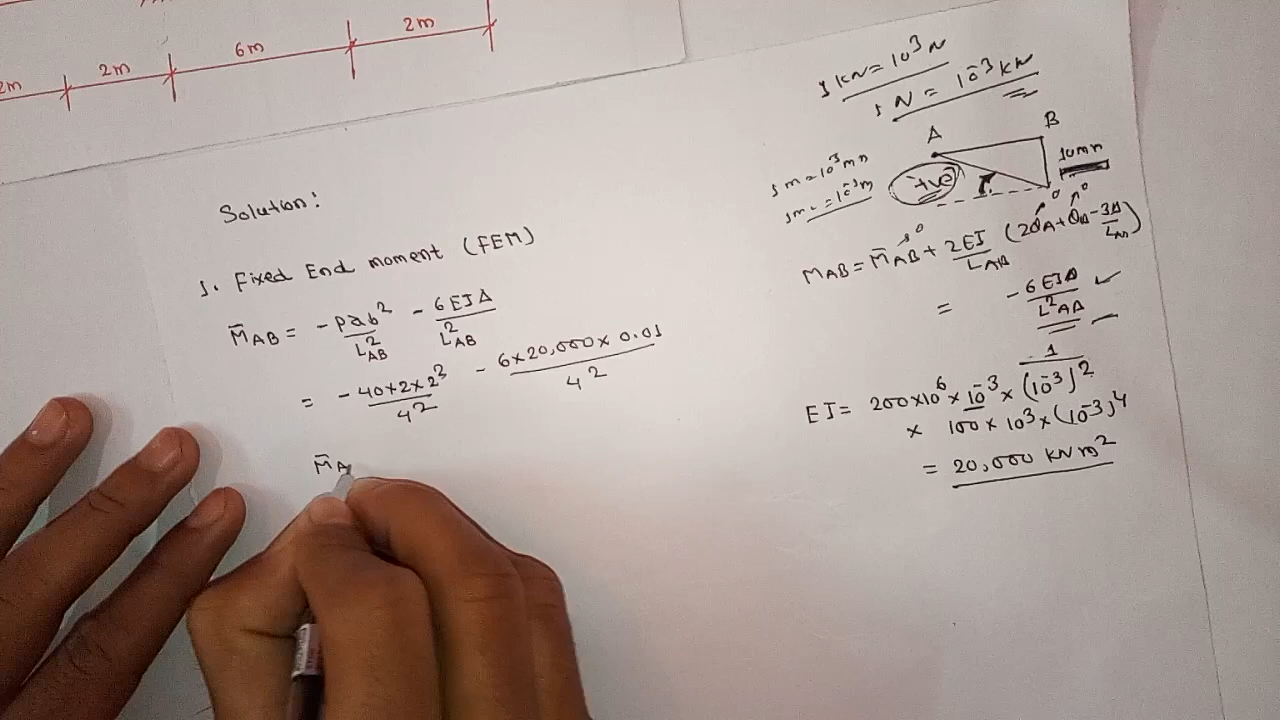 2m 2m 6m 2m
1 KN = 10³ N
1 N = 10⁻³ KN
A B
1 m = 10³ mm
1 mm = 10⁻³ m
+ve
10mm
Solution:
1. Fixed End moment (FEM)
M̄AB = -Pab²/L²AB - 6EIΔ/L²AB
= -40×2×2²/4² - 6×20,000×0.01/4²
M̄A
MAB = M̄AB + 2EI/LAB (2θA + θB - 3Δ/LAB)
= -6EIΔ/L²AB
EI = 200×10⁶ × 10⁻³ × 1/(10⁻³)²
× 100 × 10³ × (10⁻³)⁴
= 20,000 KN m²